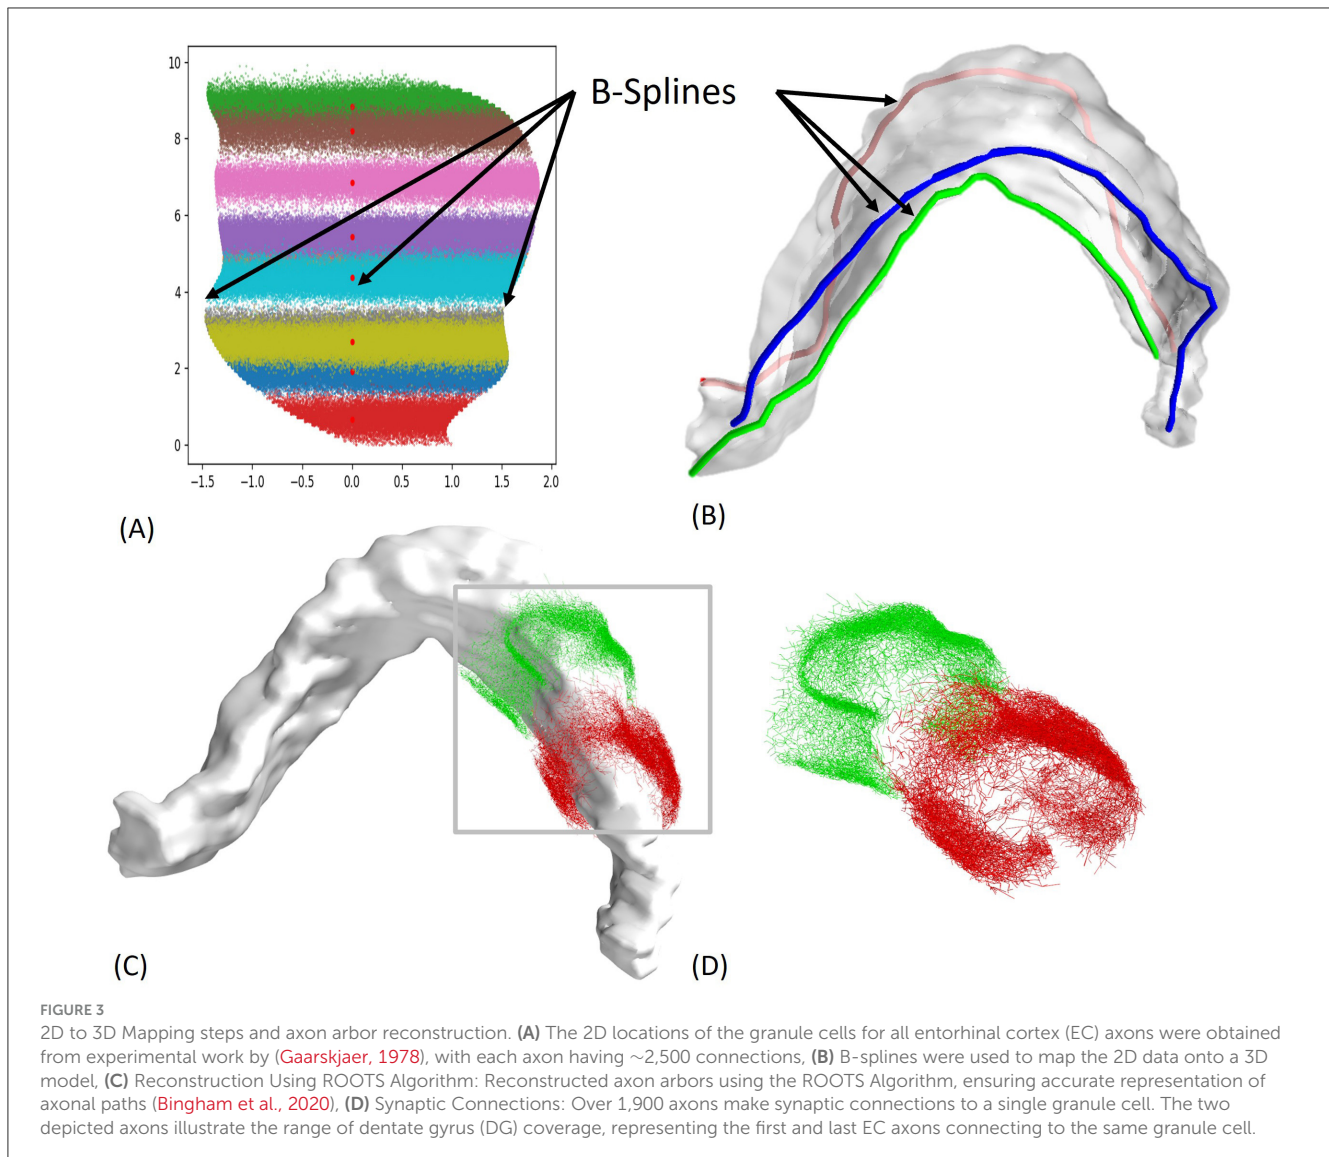 B-Splines
10
8
6
4
2
0
−1.5 −1.0 −0.5 0.0 0.5 1.0 1.5 2.0
(A)
(B)
(C)
(D)
FIGURE 3
2D to 3D Mapping steps and axon arbor reconstruction. (A) The 2D locations of the granule cells for all entorhinal cortex (EC) axons were obtained
from experimental work by (Gaarskjaer, 1978), with each axon having ~2,500 connections, (B) B-splines were used to map the 2D data onto a 3D
model, (C) Reconstruction Using ROOTS Algorithm: Reconstructed axon arbors using the ROOTS Algorithm, ensuring accurate representation of
axonal paths (Bingham et al., 2020), (D) Synaptic Connections: Over 1,900 axons make synaptic connections to a single granule cell. The two
depicted axons illustrate the range of dentate gyrus (DG) coverage, representing the first and last EC axons connecting to the same granule cell.